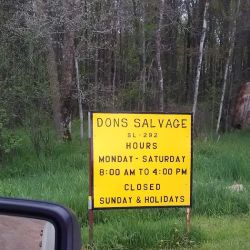 DONS SALVAGE
SL-292
HOURS
MONDAY - SATURDAY
8:00 AM TO 4:00 PM
CLOSED
SUNDAY & HOLIDAYS